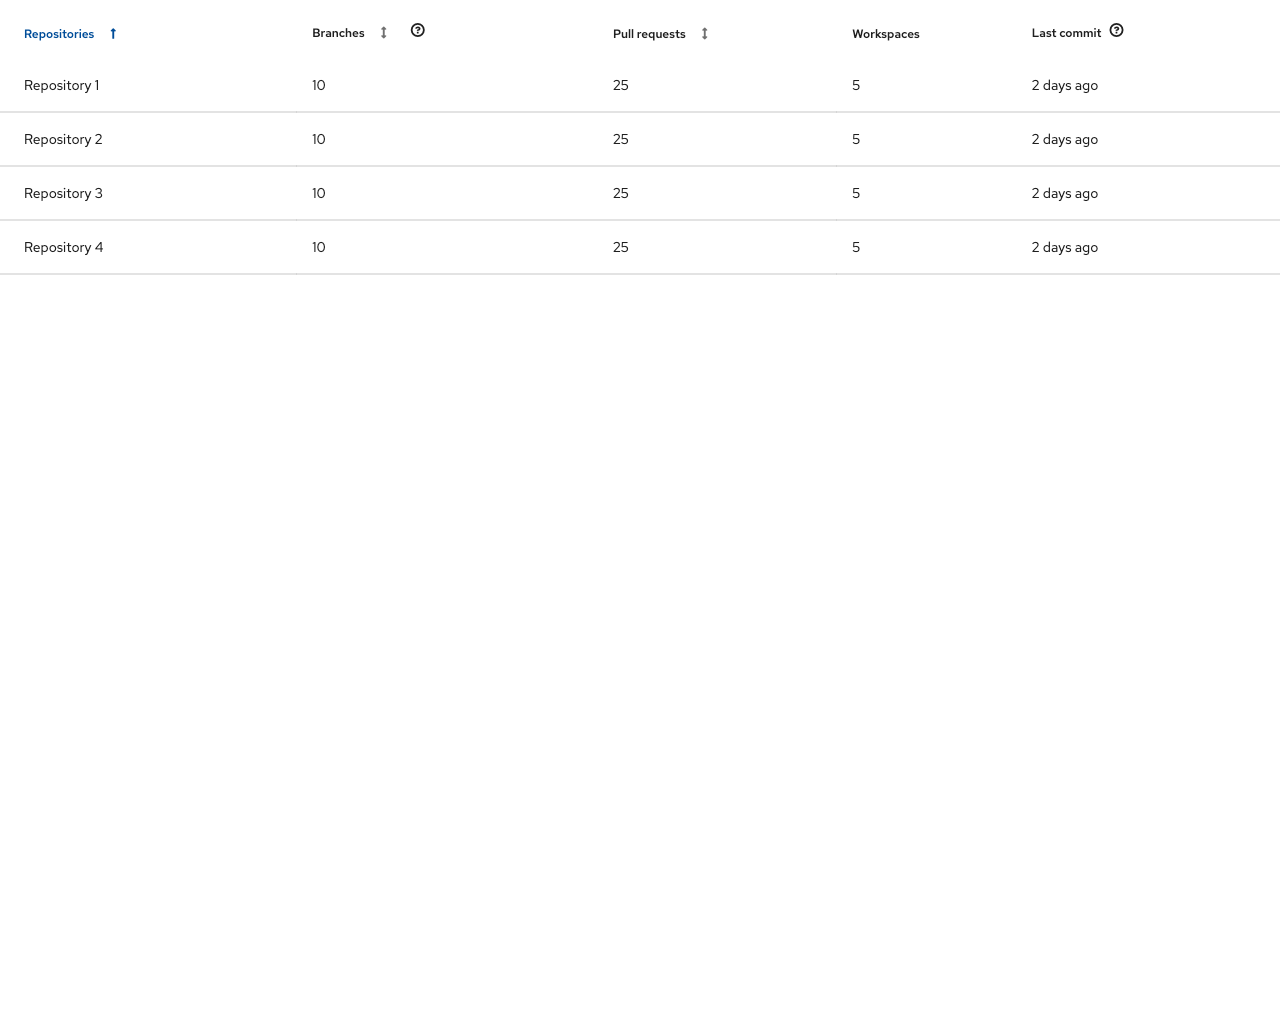 Repositories Branches Pull requests Workspaces Last commit
Repository 1 10 25 5 2 days ago
Repository 2 10 25 5 2 days ago
Repository 3 10 25 5 2 days ago
Repository 4 10 25 5 2 days ago